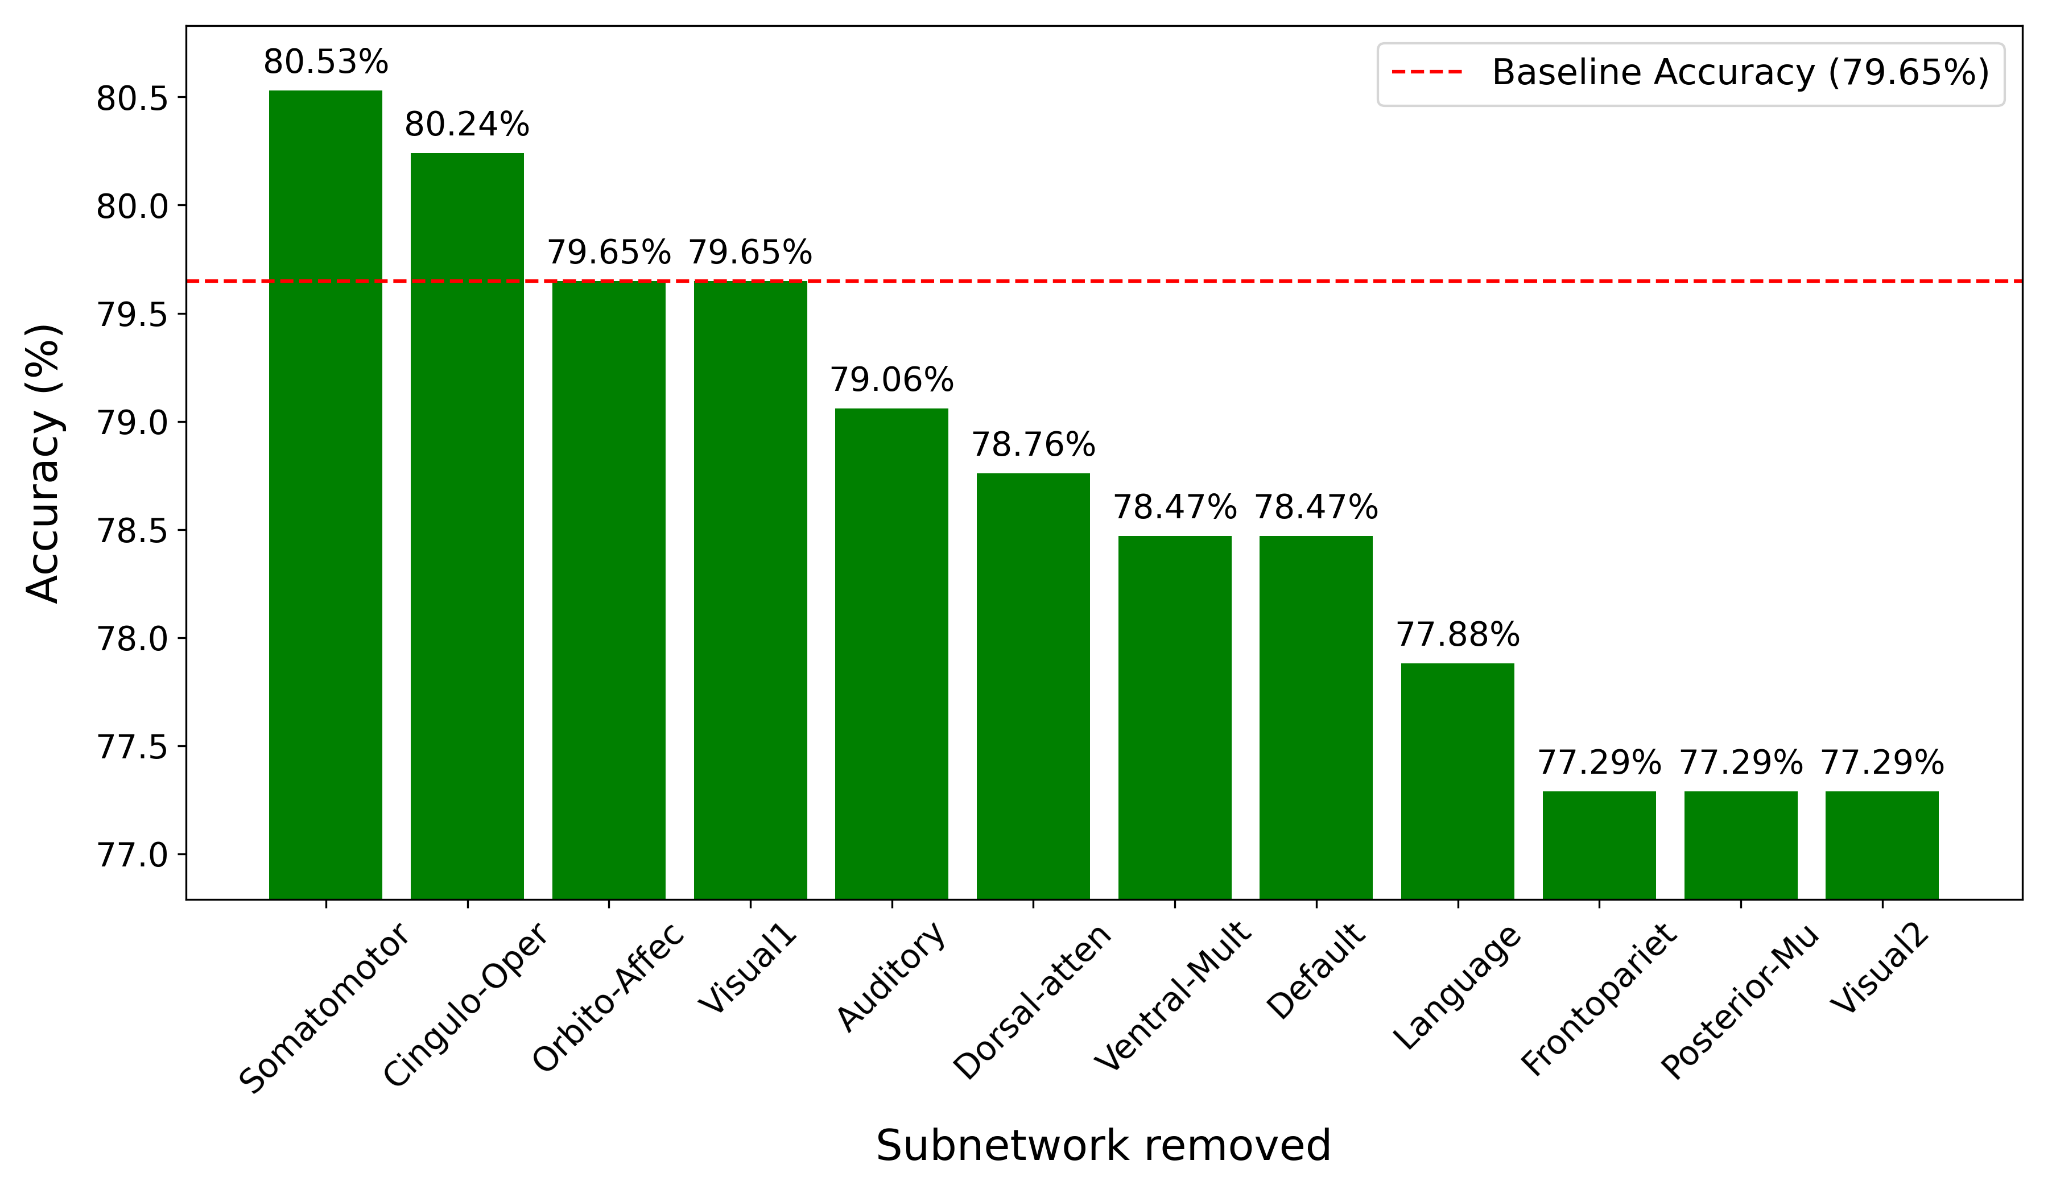 80.53%
80.24%
79.65%
79.65%
79.06%
78.76%
78.47%
78.47%
77.88%
77.29%
77.29%
77.29%
Baseline Accuracy (79.65%)
Accuracy (%)
80.5
80.0
79.5
79.0
78.5
78.0
77.5
77.0
Somatomotor
Cingulo-Oper
Orbito-Affec
Visual1
Auditory
Dorsal-atten
Ventral-Mult
Default
Language
Frontopariet
Posterior-Mu
Visual2
Subnetwork removed